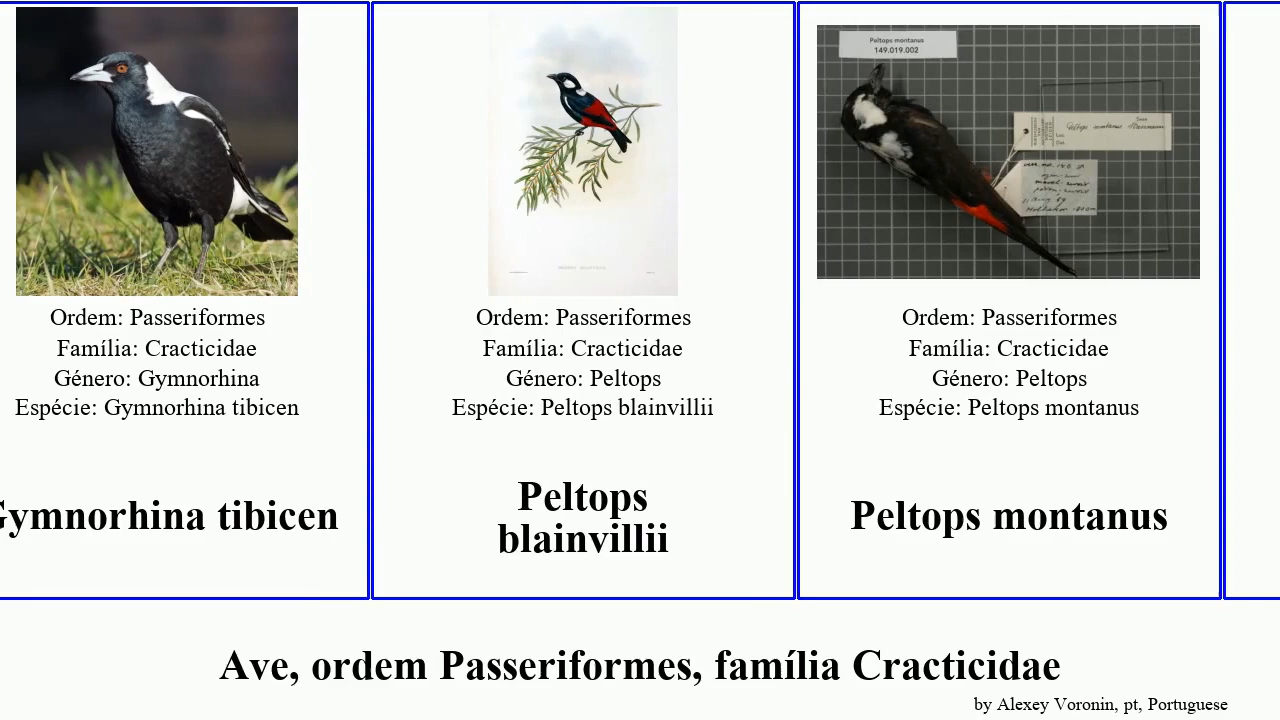 Peltops montanus
149.019.002
Ordem: Passeriformes
Família: Cracticidae
Género: Gymnorhina
Espécie: Gymnorhina tibicen
Gymnorhina tibicen
Ordem: Passeriformes
Família: Cracticidae
Género: Peltops
Espécie: Peltops blainvillii
Peltops
blainvillii
Ordem: Passeriformes
Família: Cracticidae
Género: Peltops
Espécie: Peltops montanus
Peltops montanus
Ave, ordem Passeriformes, família Cracticidae
by Alexey Voronin, pt, Portuguese